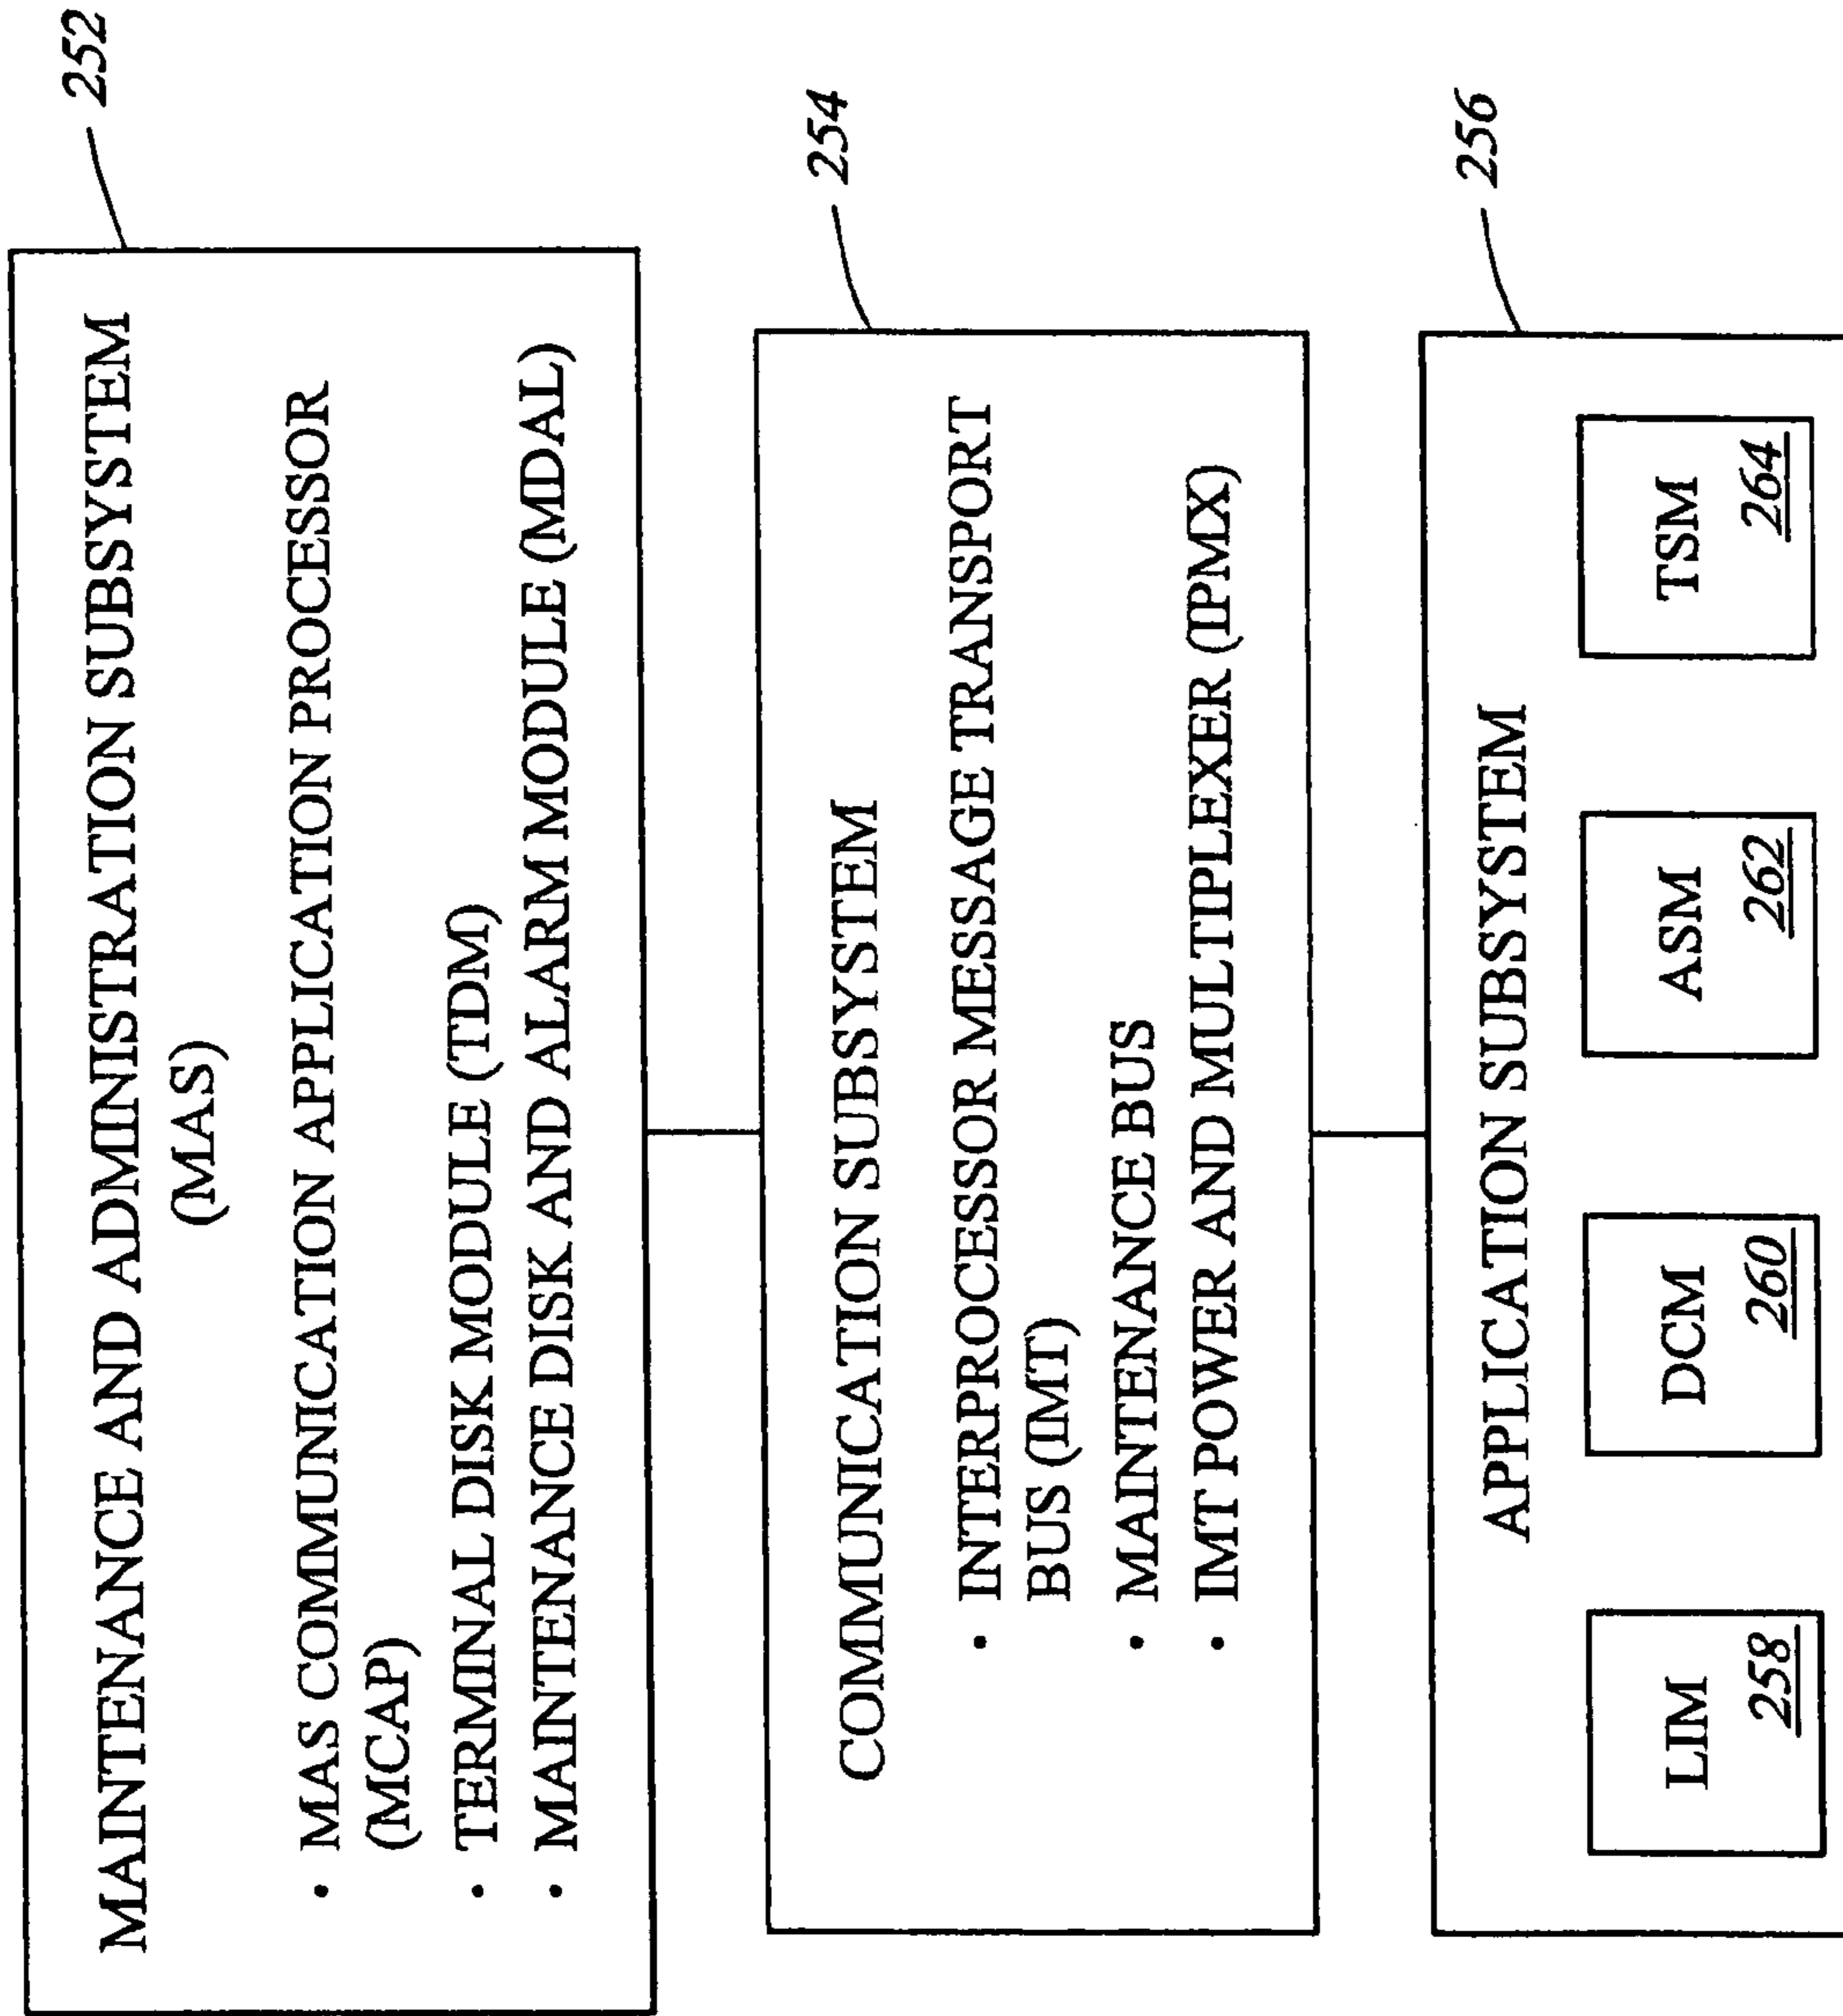 252
MAINTENANCE AND ADMINISTRATION SUBSYSTEM
(MAS)
· MAS COMMUNICATION APPLICATION PROCESSOR
(MCAP)
· TERMINAL DISK MODULE (TDM)
· MAINTENANCE DISK AND ALARM MODULE (MDAL)
254
COMMUNICATION SUBSYSTEM
· INTERPROCESSOR MESSAGE TRANSPORT
BUS (IMT)
· MAINTENANCE BUS
· IMT POWER AND MULTIPLEXER (IPMX)
256
APPLICATION SUBSYSTEM
LIM
258
DCM
260
ASM
262
TSM
264